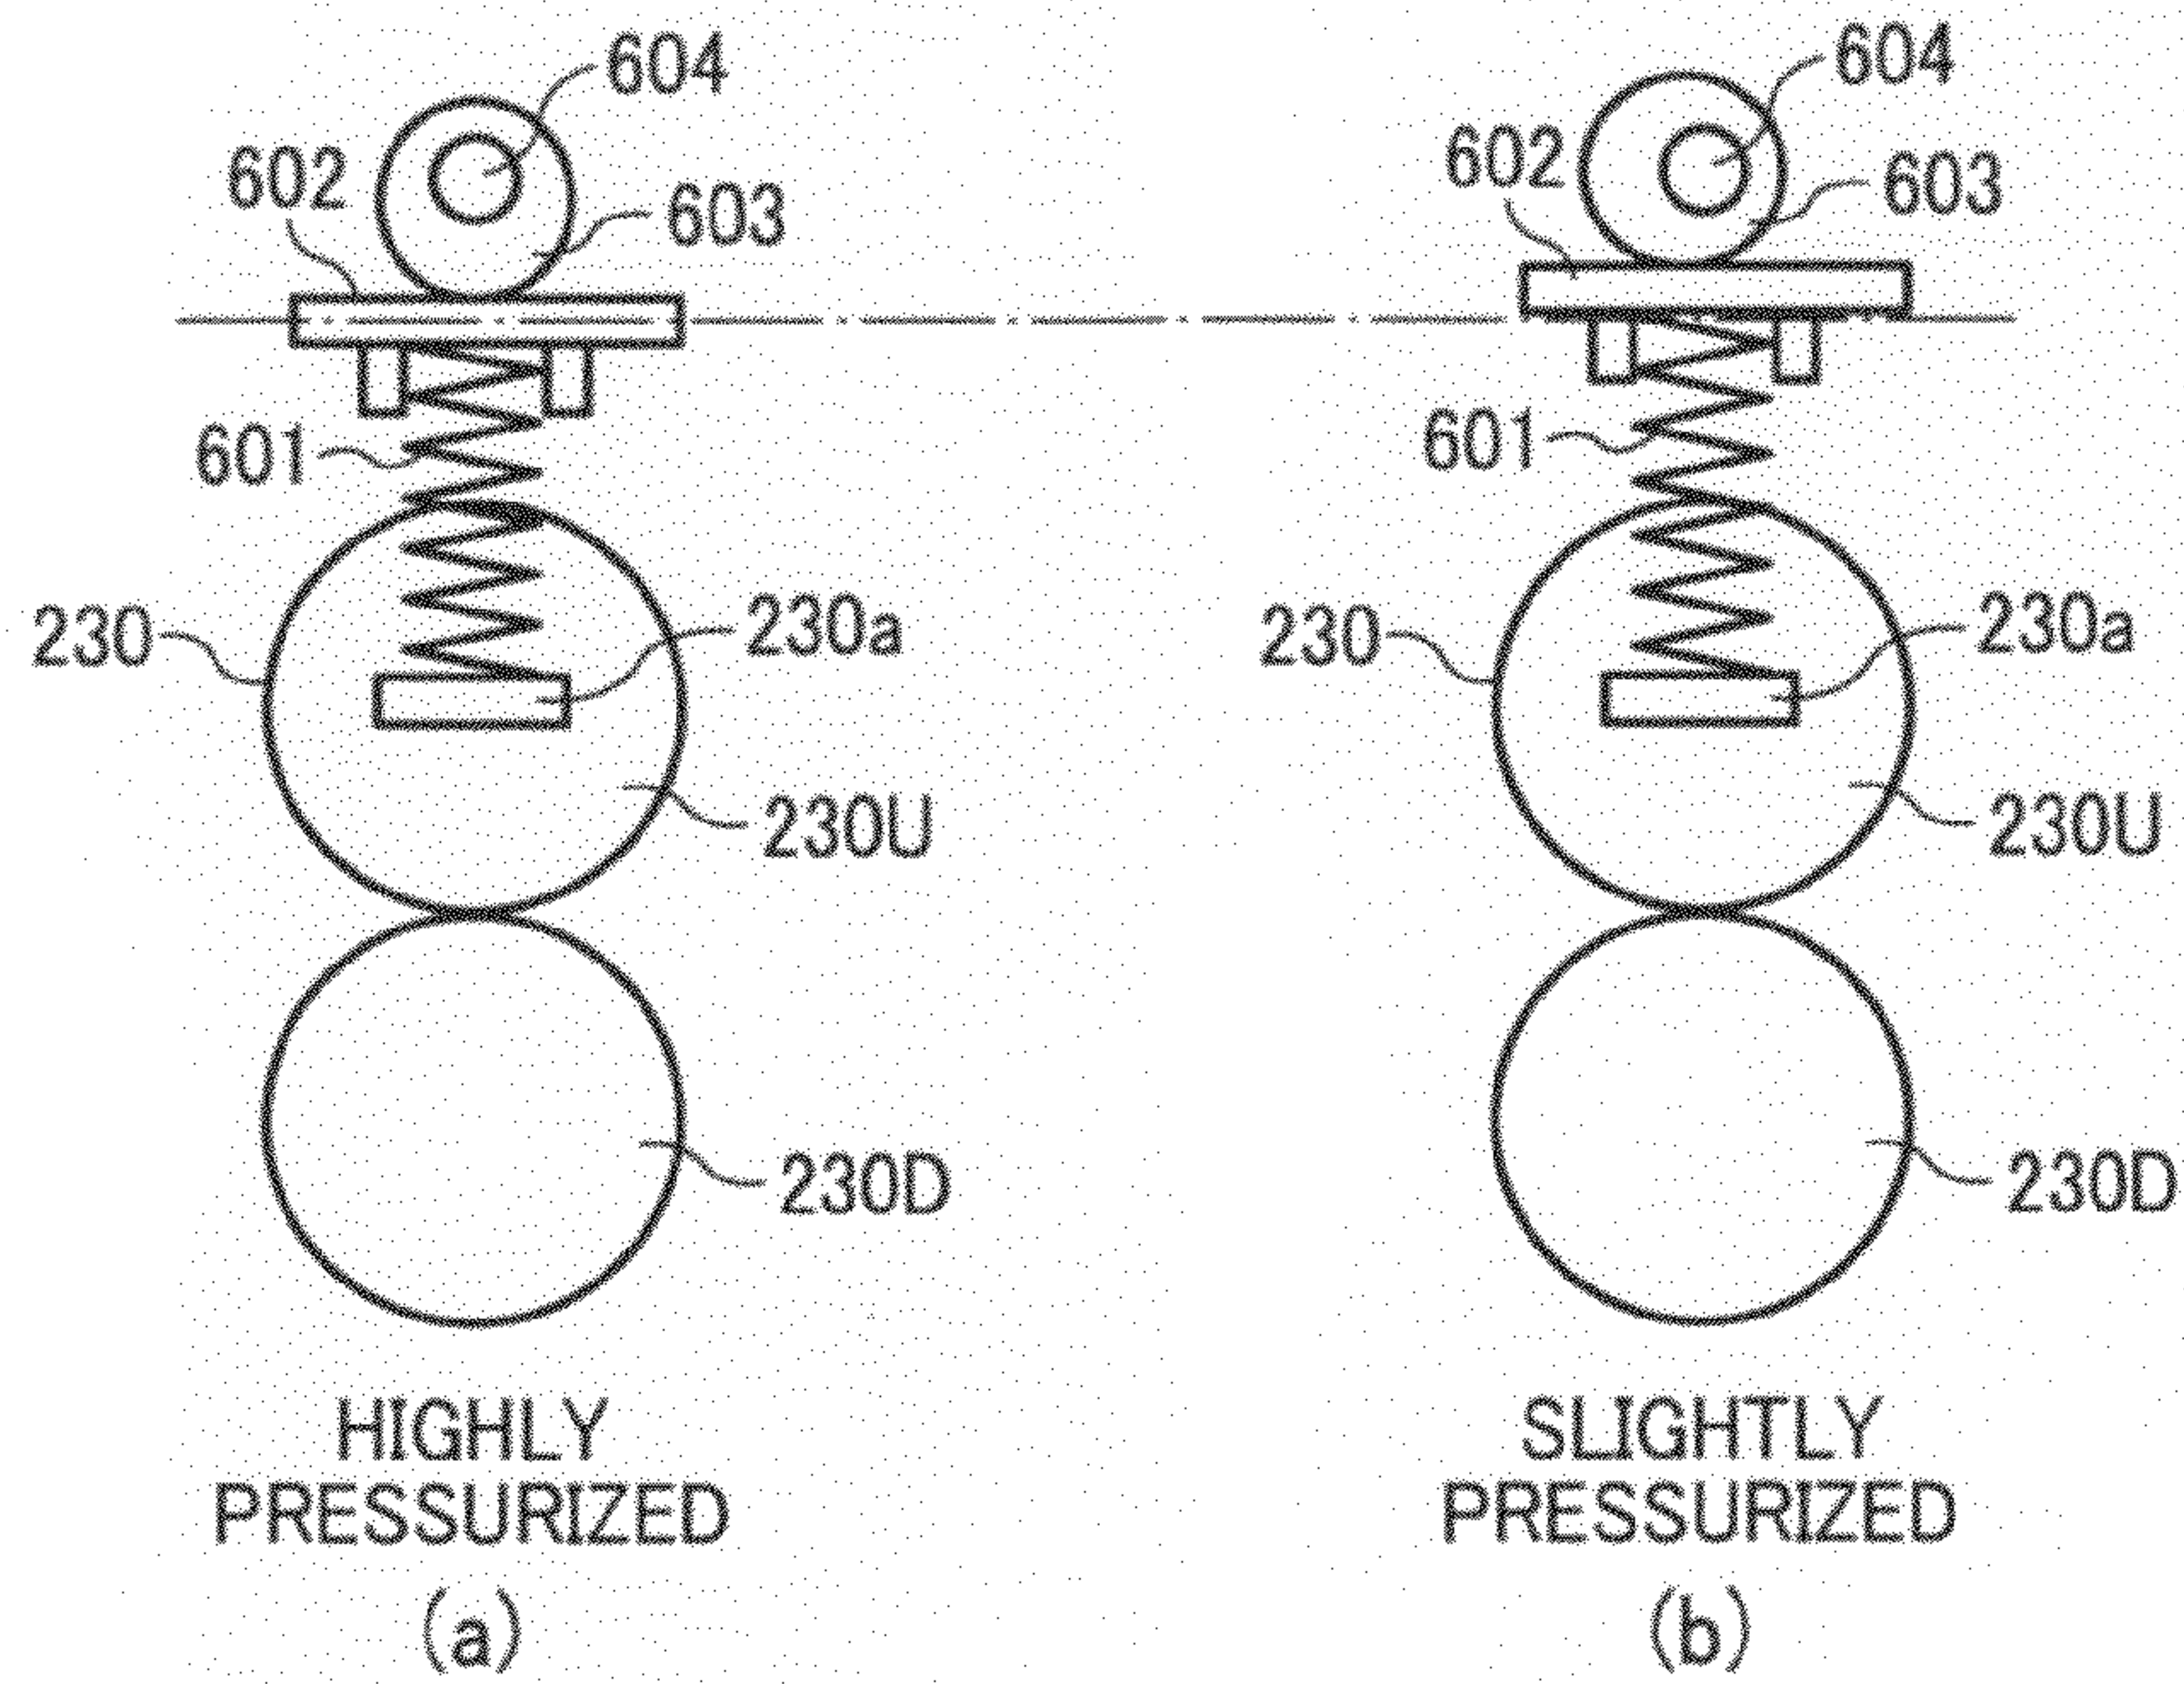 604
602
603
601
230
230a
230U
230D
HIGHLY
PRESSURIZED
(a)
604
602
603
601
230
230a
230U
230D
SLIGHTLY
PRESSURIZED
(b)